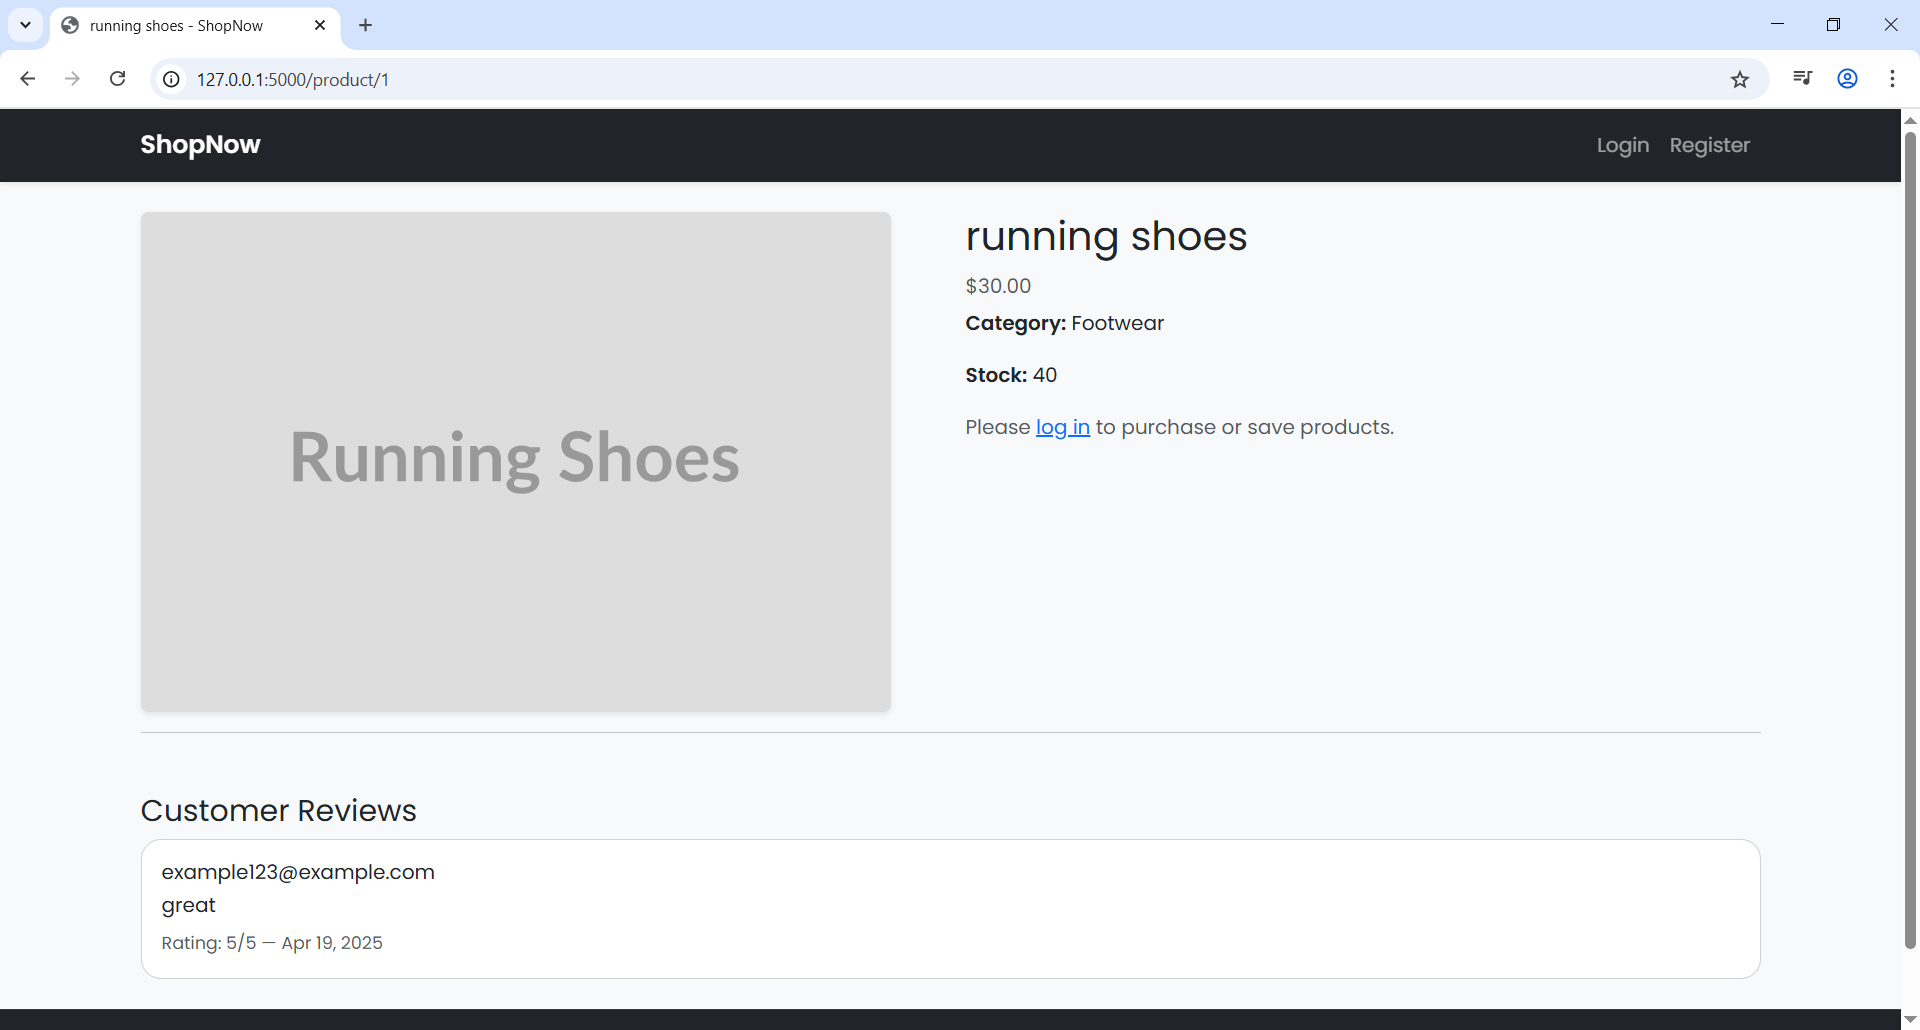 running shoes - ShopNow
127.0.0.1:5000/product/1
ShopNow
Login Register
Running Shoes
running shoes
$30.00
Category: Footwear
Stock: 40
Please log in to purchase or save products.
Customer Reviews
example123@example.com
great
Rating: 5/5 — Apr 19, 2025